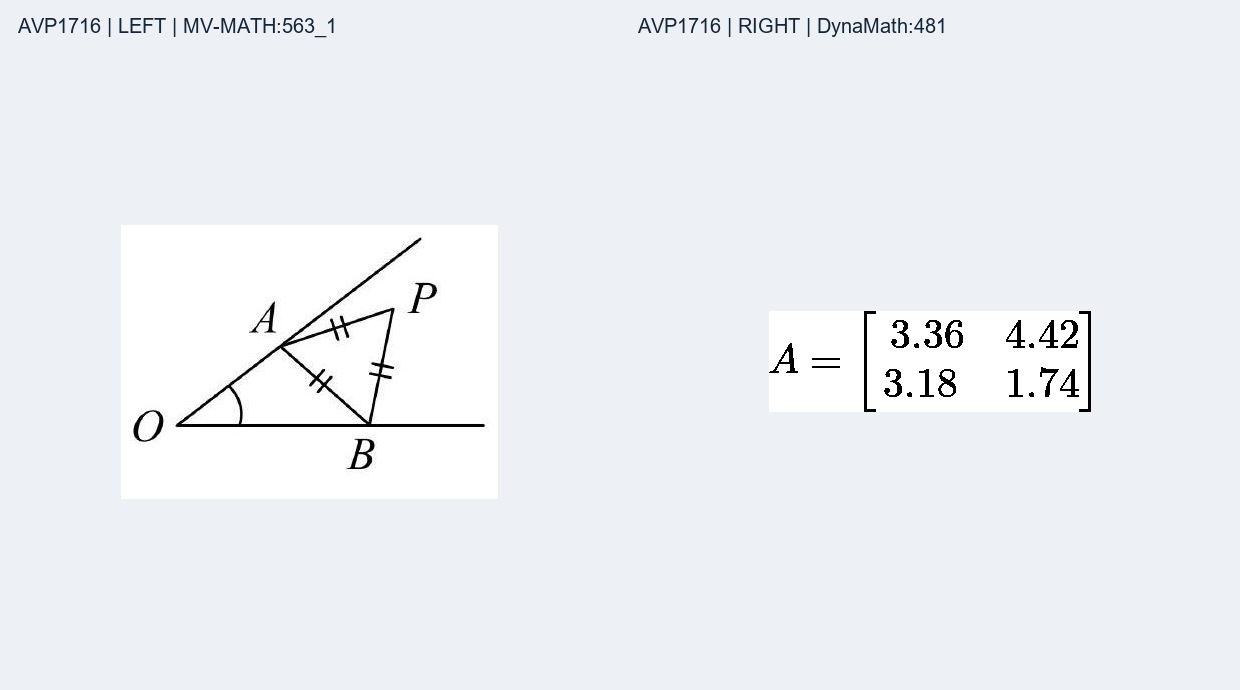 AVP1716 | LEFT | MV-MATH:563_1
AVP1716 | RIGHT | DynaMath:481
A
P
O
B
A = [3.36 4.42
3.18 1.74]